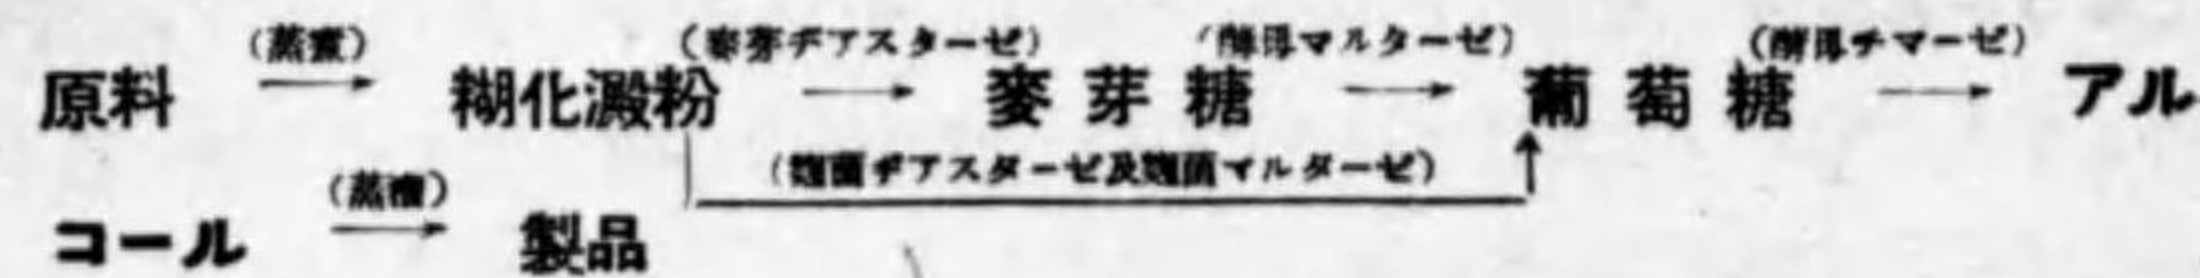 (蒸煮) (麥芽ヂアスターゼ) (酵母マルターゼ) (酵母チマーゼ)
原料 → 糊化澱粉 → 麥芽糖 → 葡萄糖 → アル
(麹菌ヂアスターゼ及麹菌マルターゼ)
(蒸溜)
コール → 製品